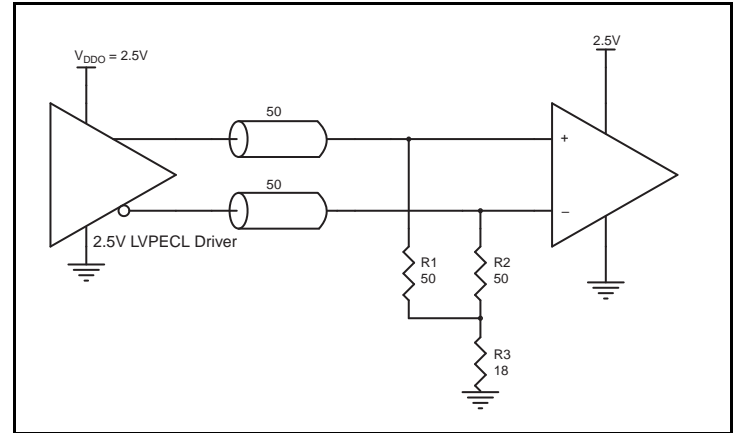 V_DDO = 2.5V
2.5V
50
+
50
–
2.5V LVPECL Driver
R1
50
R2
50
R3
18